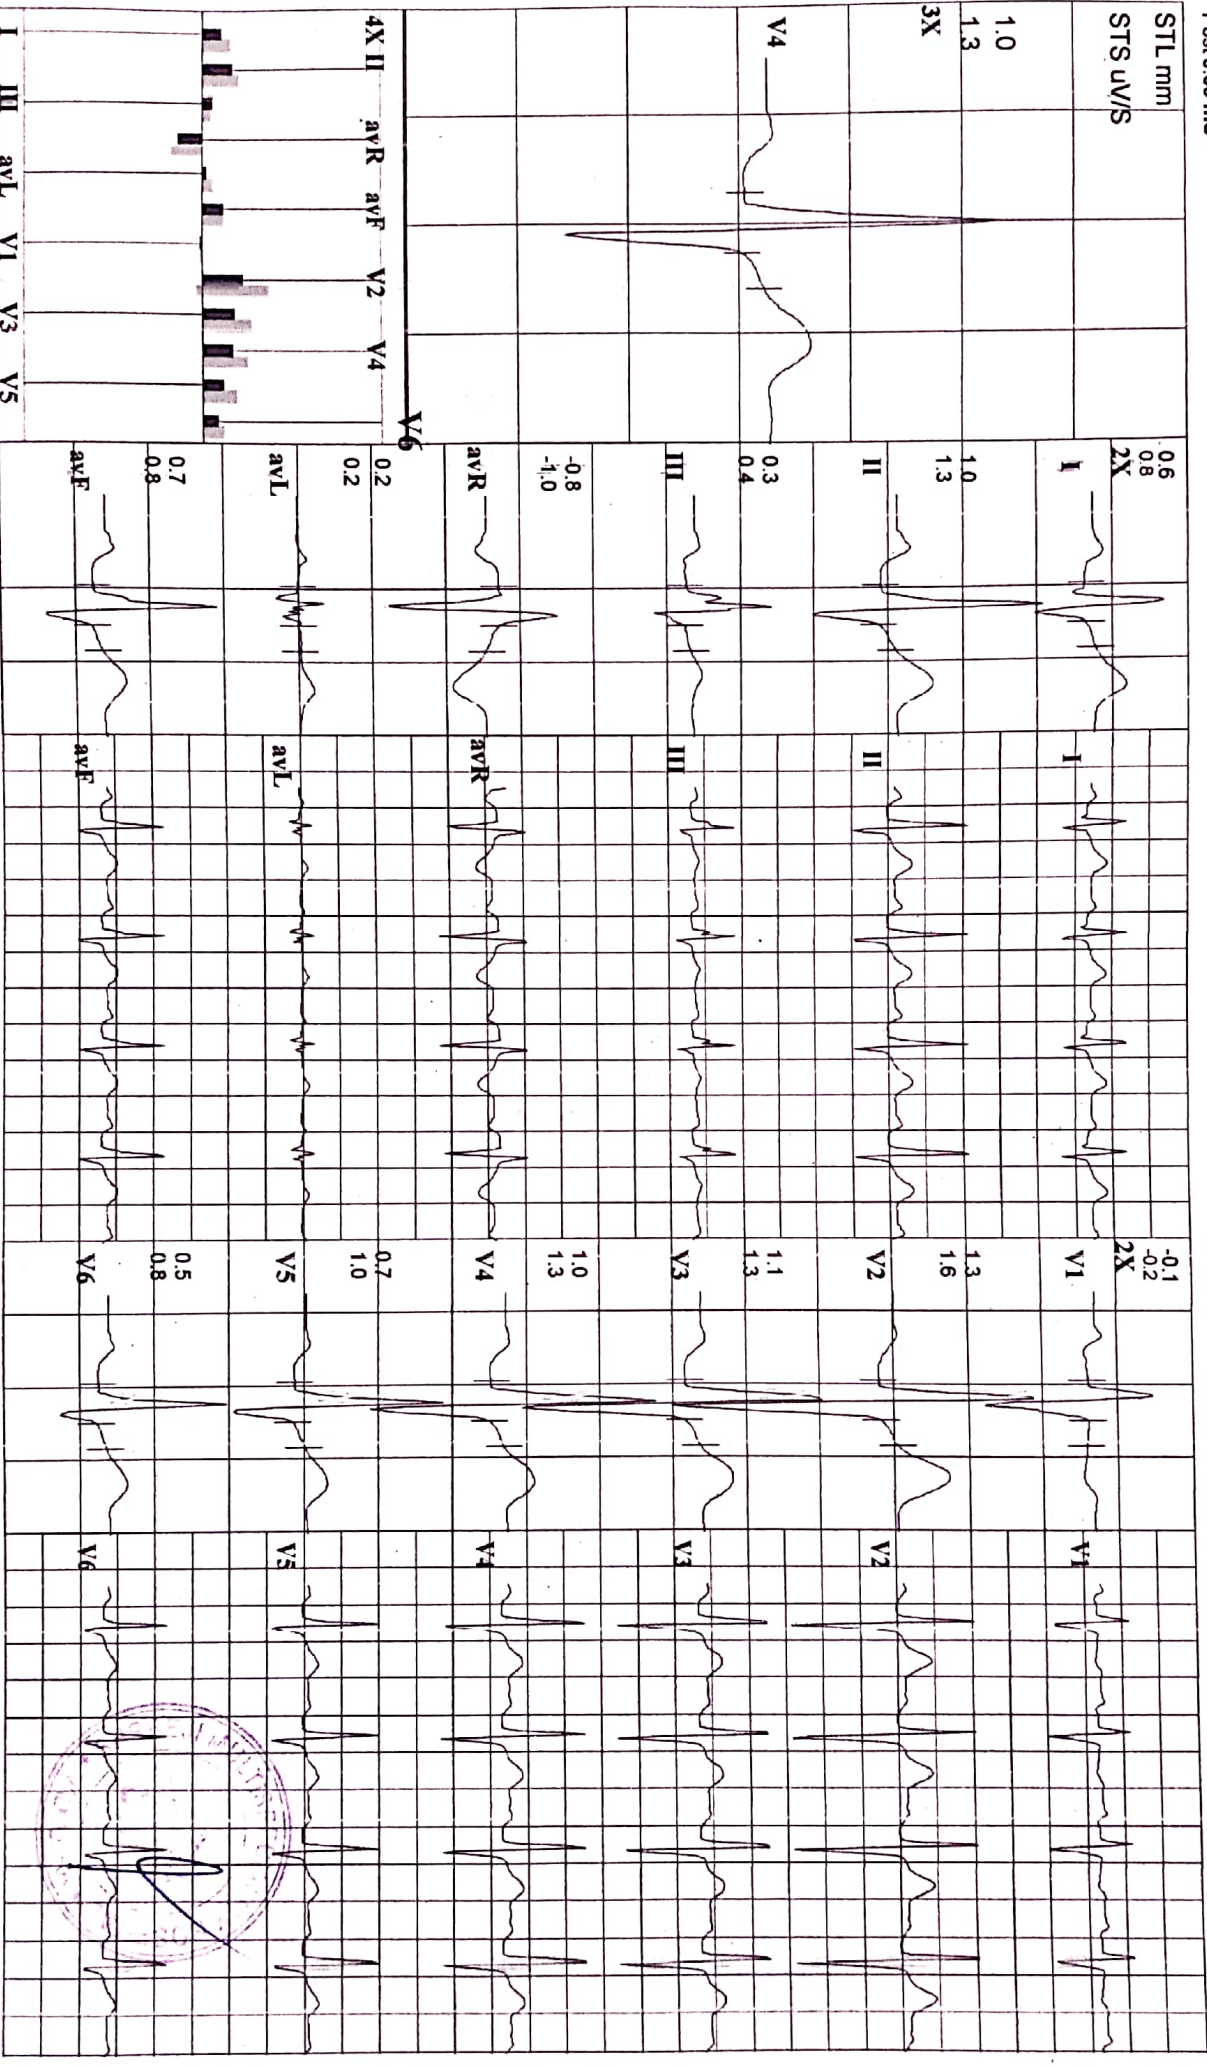 STL mm
STS uV/S
1.0
1.3
3X
V4
V6
4X II avR avF V2 V4
I III avL V1 V3 V5
0.6
0.8
2X
I
1.0
1.3
II
0.3
0.4
III
-0.8
-1.0
avR
0.2
0.2
avL
0.7
0.8
avF
I
II
III
avR
avL
avF
-0.1
-0.2
2X
V1
1.3
1.6
V2
1.1
1.3
V3
1.0
1.3
V4
0.7
1.0
V5
0.5
0.8
V6
V1
V2
V3
V4
V5
V6